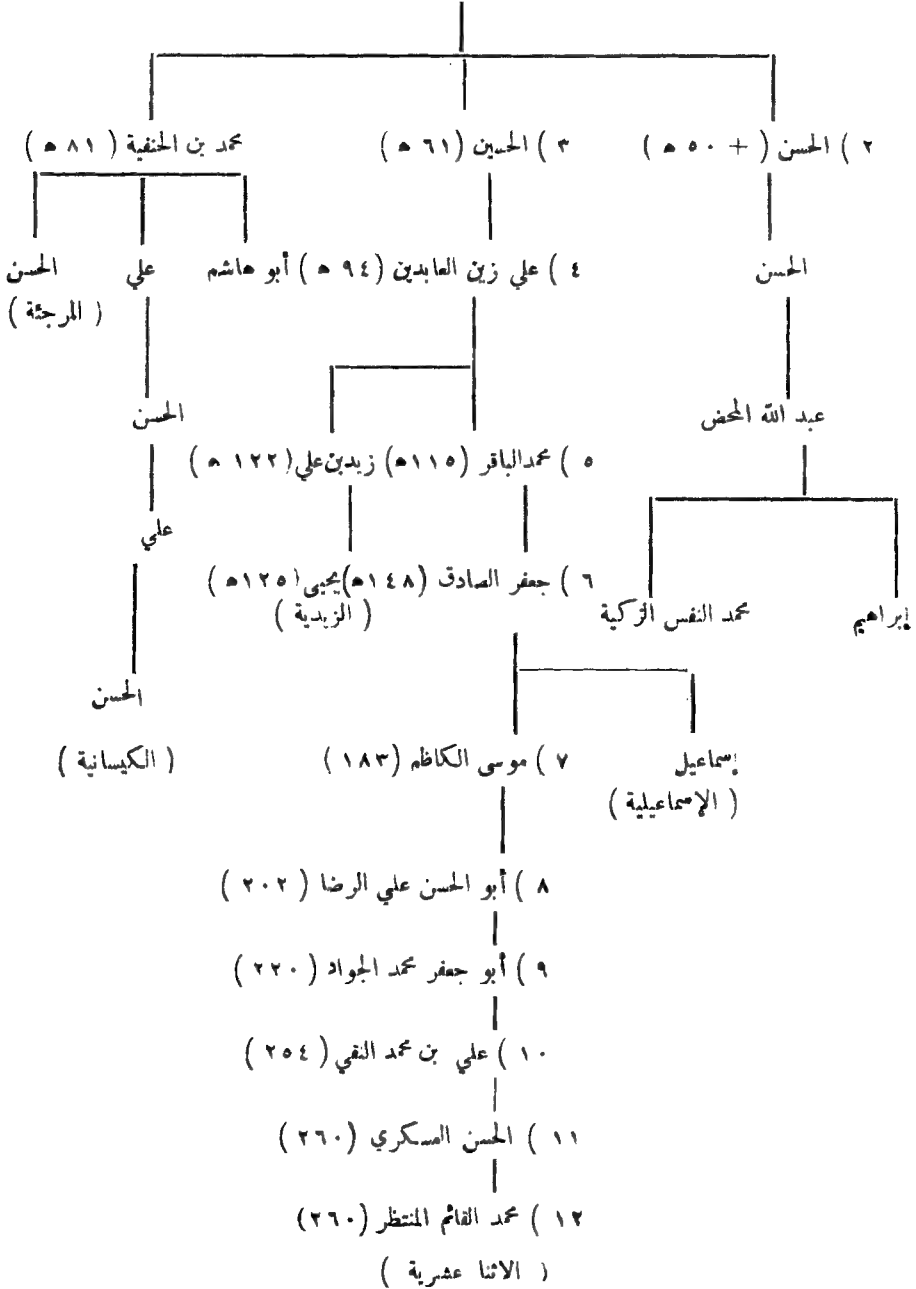 ٢ ) الحسن ( + ٥٠ ه ) ٣ ) الحسين ( ٦١ ه ) محمد بن الحنفية ( ٨١ ه )
الحسن ٤ ) علي زين العابدين ( ٩٤ ه ) أبو هاشم علي الحسن
( المرجئة )
عبد الله المحض الحسن
٥ ) محمد الباقر ( ١١٥ه ) زيد بن علي ( ١٢٢ ه )
علي
٦ ) جعفر الصادق ( ١٤٨ه ) يحيى ( ١٢٥ه )
إبراهيم محمد النفس الزكية ( الزيدية )
الحسن
إسماعيل ٧ ) موسى الكاظم ( ١٨٣ ) ( الكيسانية )
( الإسماعيلية )
٨ ) أبو الحسن علي الرضا ( ٢٠٢ )
٩ ) أبو جعفر محمد الجواد ( ٢٢٠ )
١٠ ) علي بن محمد النقي ( ٢٥٤ )
١١ ) الحسن العسكري ( ٢٦٠ )
١٢ ) محمد القائم المنتظر ( ٢٦٠ )
( الاثنا عشرية )